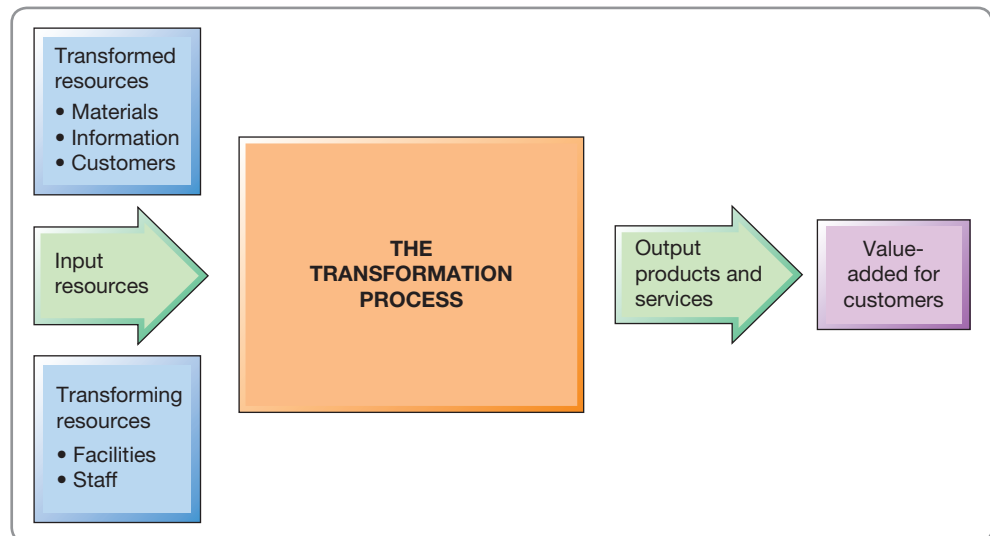 Transformed
resources
• Materials
• Information
• Customers
Input
resources
Transforming
resources
• Facilities
• Staff
THE
TRANSFORMATION
PROCESS
Output
products and
services
Value-
added for
customers